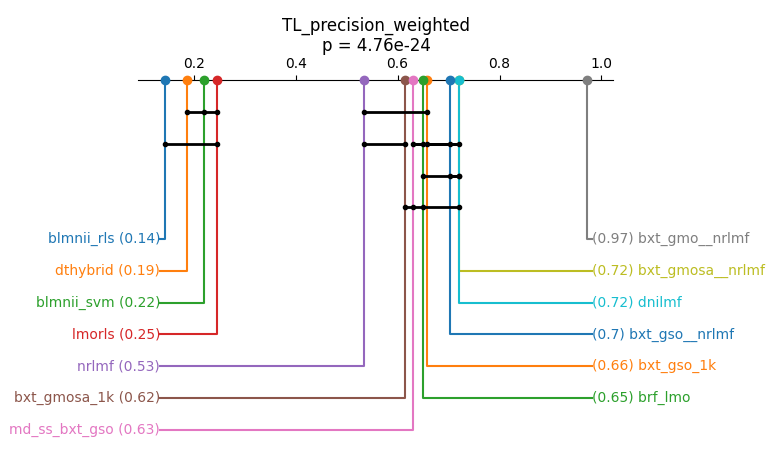 TL_precision_weighted
p = 4.76e-24
0.2 0.4 0.6 0.8 1.0
blmnii_rls (0.14)
(0.97) bxt_gmo__nrlmf
dthybrid (0.19)
(0.72) bxt_gmosa__nrlmf
blmnii_svm (0.22)
(0.72) dnilmf
lmorls (0.25)
(0.7) bxt_gso__nrlmf
nrlmf (0.53)
(0.66) bxt_gso_1k
bxt_gmosa_1k (0.62)
(0.65) brf_lmo
md_ss_bxt_gso (0.63)